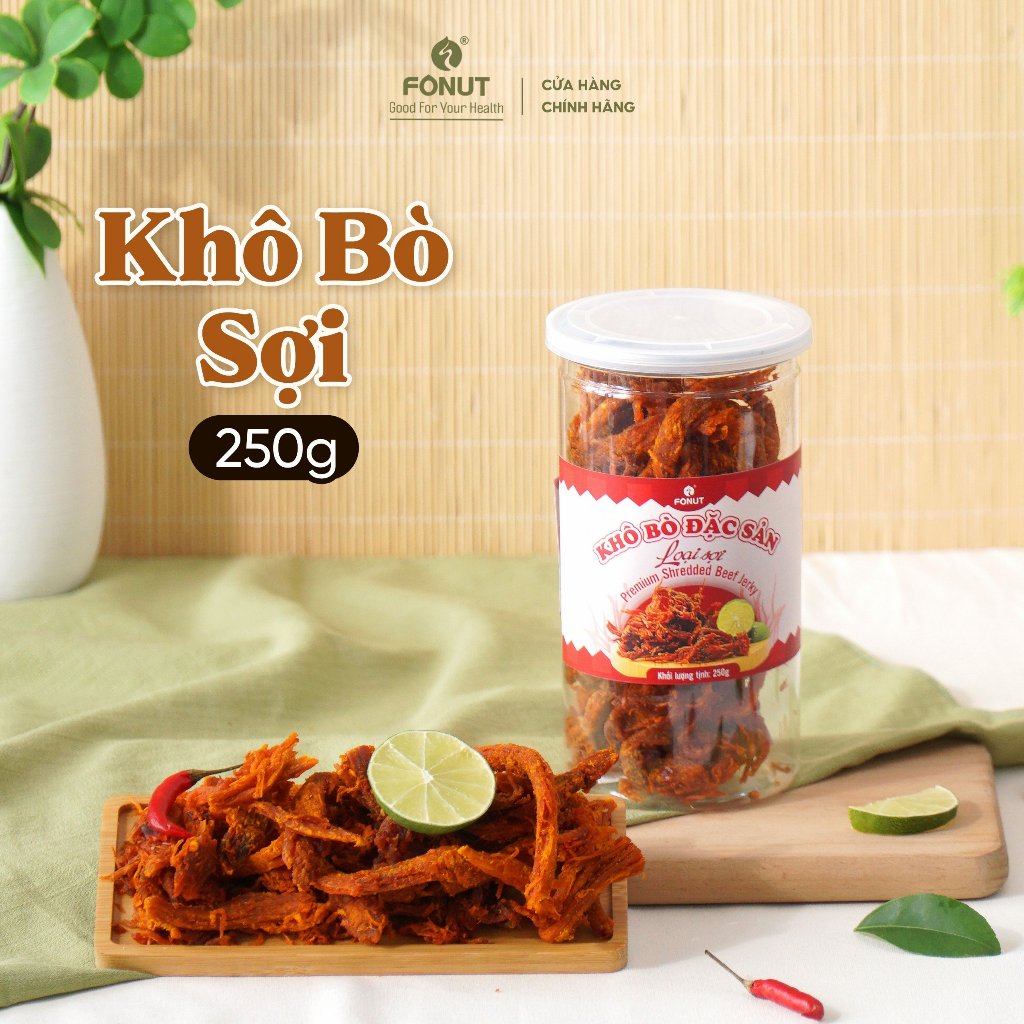 FONUT
Good For Your Health
CỬA HÀNG
CHÍNH HÃNG
Khô Bò
Sợi
250g
FONUT
KHÔ BÒ ĐẶC SẢN
Loại sợi
Premium Shredded Beef Jerky
Khối lượng tịnh: 250g